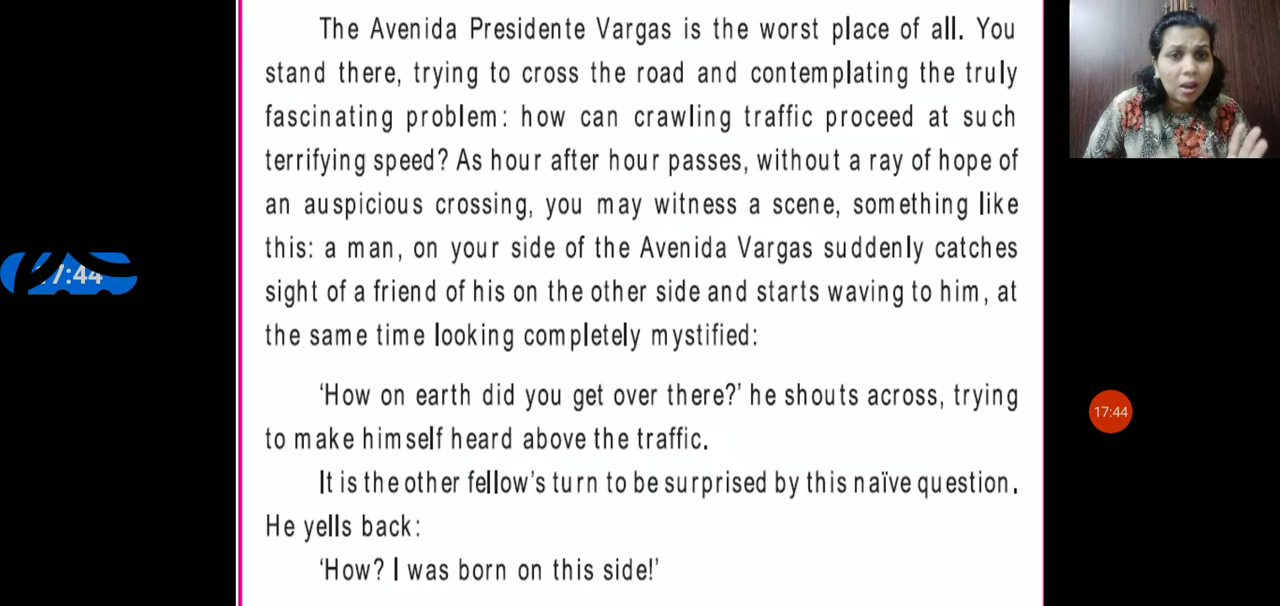 The Avenida Presidente Vargas is the worst place of all. You
stand there, trying to cross the road and contemplating the truly
fascinating problem: how can crawling traffic proceed at such
terrifying speed? As hour after hour passes, without a ray of hope of
an auspicious crossing, you may witness a scene, something like
this: a man, on your side of the Avenida Vargas suddenly catches
sight of a friend of his on the other side and starts waving to him, at
the same time looking completely mystified:
‘How on earth did you get over there?’ he shouts across, trying
to make himself heard above the traffic.
It is the other fellow’s turn to be surprised by this naïve question.
He yells back:
‘How? I was born on this side!’
7:44
17:44